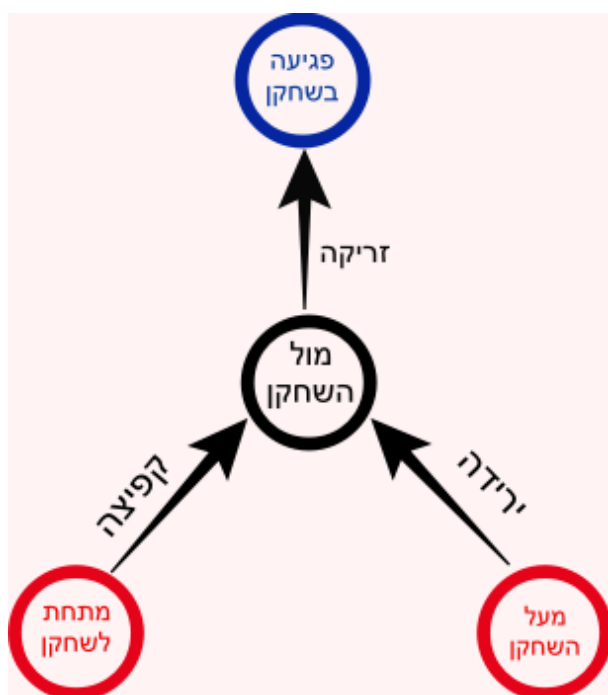 פגיעה
בשחקן
זריקה
מול
השחקן
ירידה
קפיצה
מעל
השחקן
מתחת
לשחקן